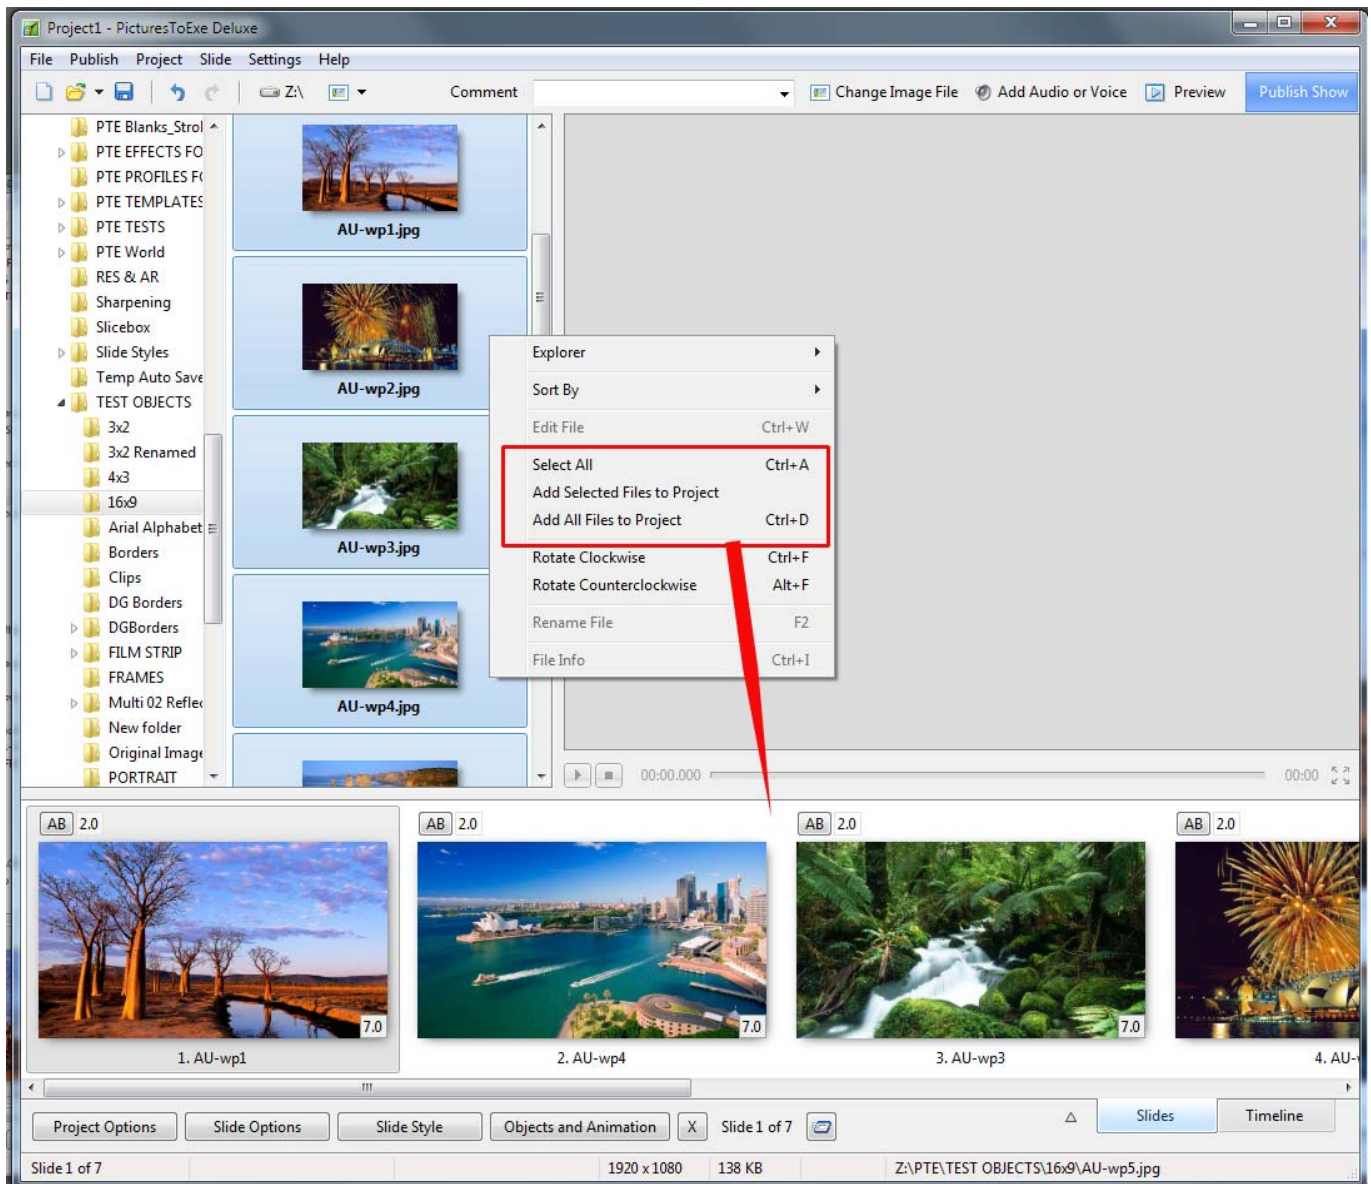 Project1 - PicturesToExe Deluxe
File Publish Project Slide Settings Help
Z:\ Comment Change Image File Add Audio or Voice Preview Publish Show
PTE Blanks_Strol
PTE EFFECTS FO
PTE PROFILES F
PTE TEMPLATES
PTE TESTS
PTE World
RES & AR
Sharpening
Slicebox
Slide Styles
Temp Auto Save
TEST OBJECTS
3x2
3x2 Renamed
4x3
16x9
Arial Alphabet
Borders
Clips
DG Borders
DGBorders
FILM STRIP
FRAMES
Multi 02 Reflec
New folder
Original Image
PORTRAIT
AU-wp1.jpg
AU-wp2.jpg
AU-wp3.jpg
AU-wp4.jpg
Explorer
Sort By
Edit File Ctrl+W
Select All Ctrl+A
Add Selected Files to Project
Add All Files to Project Ctrl+D
Rotate Clockwise Ctrl+F
Rotate Counterclockwise Alt+F
Rename File F2
File Info Ctrl+I
00:00.000 00:00
AB 2.0 AB 2.0 AB 2.0 AB 2.0
7.0 7.0 7.0
1. AU-wp1 2. AU-wp4 3. AU-wp3 4. AU-
Project Options Slide Options Slide Style Objects and Animation X Slide 1 of 7 Slides Timeline
Slide 1 of 7 1920 x 1080 138 KB Z:\PTE\TEST OBJECTS\16x9\AU-wp5.jpg